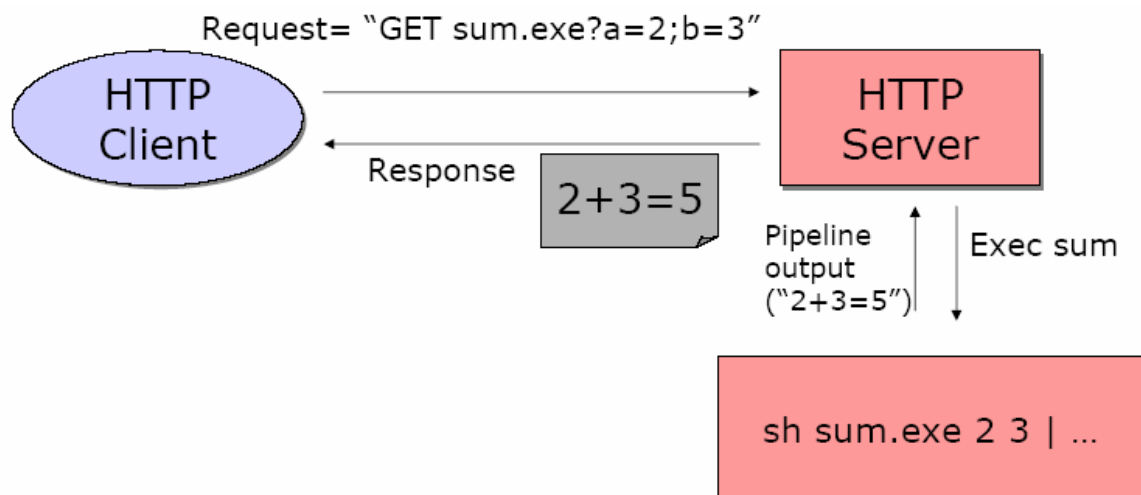 Request= “GET sum.exe?a=2;b=3”
HTTP
Client
HTTP
Server
Response
2+3=5
Pipeline
output
(“2+3=5”)
Exec sum
sh sum.exe 2 3 | …